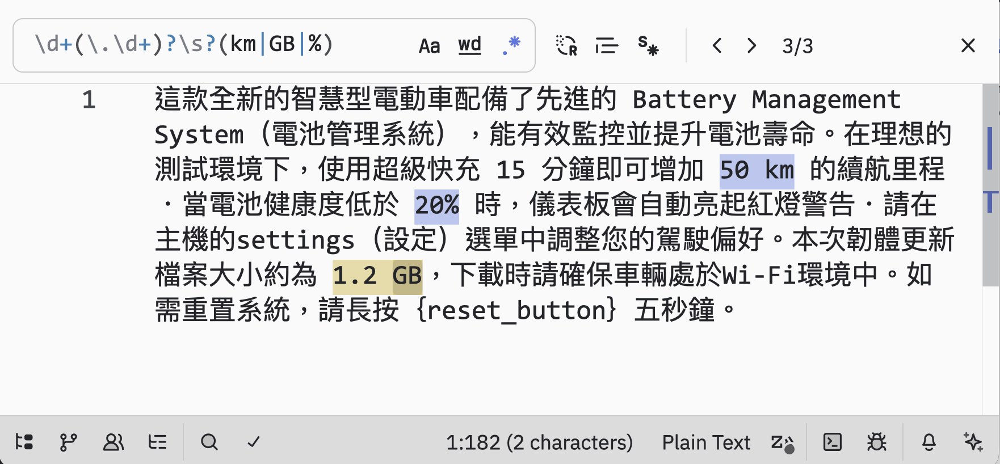 \d+(\.\d+)?\s?(km|GB|%) Aa wd .* R S* 3/3
1 這款全新的智慧型電動車配備了先進的 Battery Management
System（電池管理系統），能有效監控並提升電池壽命。在理想的
測試環境下，使用超級快充 15 分鐘即可增加 50 km 的續航里程
．當電池健康度低於 20% 時，儀表板會自動亮起紅燈警告．請在
主機的settings（設定）選單中調整您的駕駛偏好。本次韌體更新
檔案大小約為 1.2 GB，下載時請確保車輛處於Wi-Fi環境中。如
需重置系統，請長按 {reset_button} 五秒鐘。
1:182 (2 characters) Plain Text